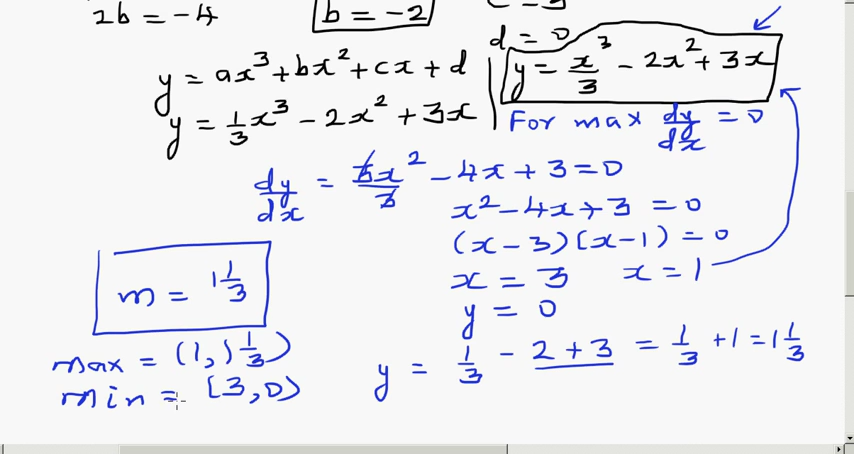 2b = -4
b = -2
d = 0
y = ax³ + bx² + cx + d
y = 1/3 x³ - 2x² + 3x
y = x³/3 - 2x² + 3x
For max dy/dx = 0
dy/dx = 3x²/3 - 4x + 3 = 0
x² - 4x + 3 = 0
(x - 3)(x - 1) = 0
x = 3 x = 1
y = 0
y = 1/3 - 2 + 3 = 1/3 + 1 = 1 1/3
m = 1 1/3
max = (1, 1 1/3)
min = (3, 0)